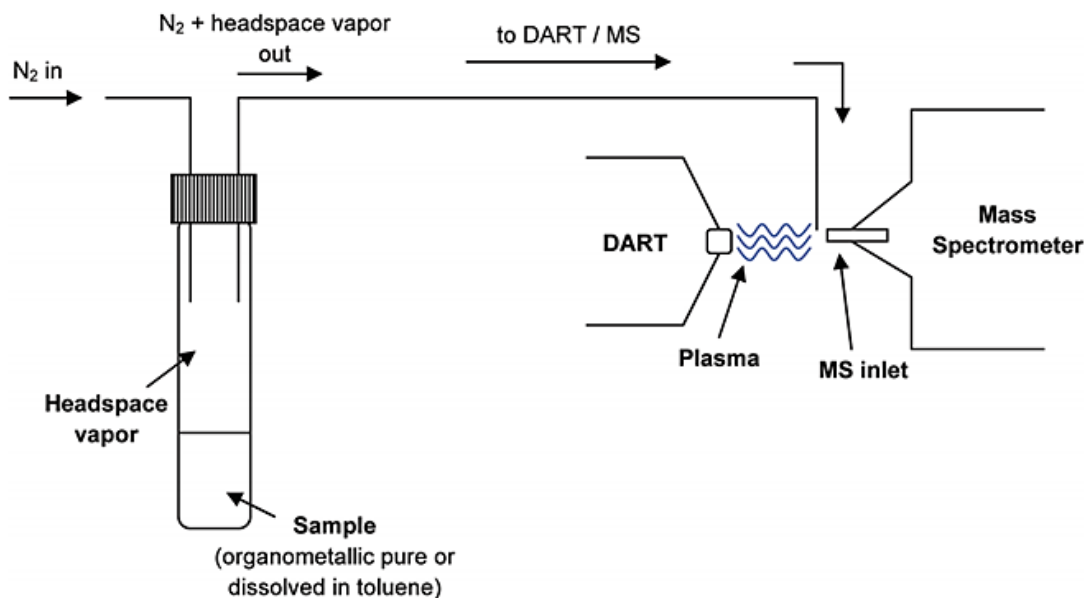 N₂ + headspace vapor
out
to DART / MS
N₂ in
DART
Mass
Spectrometer
Plasma
MS inlet
Headspace
vapor
Sample
(organometallic pure or
dissolved in toluene)